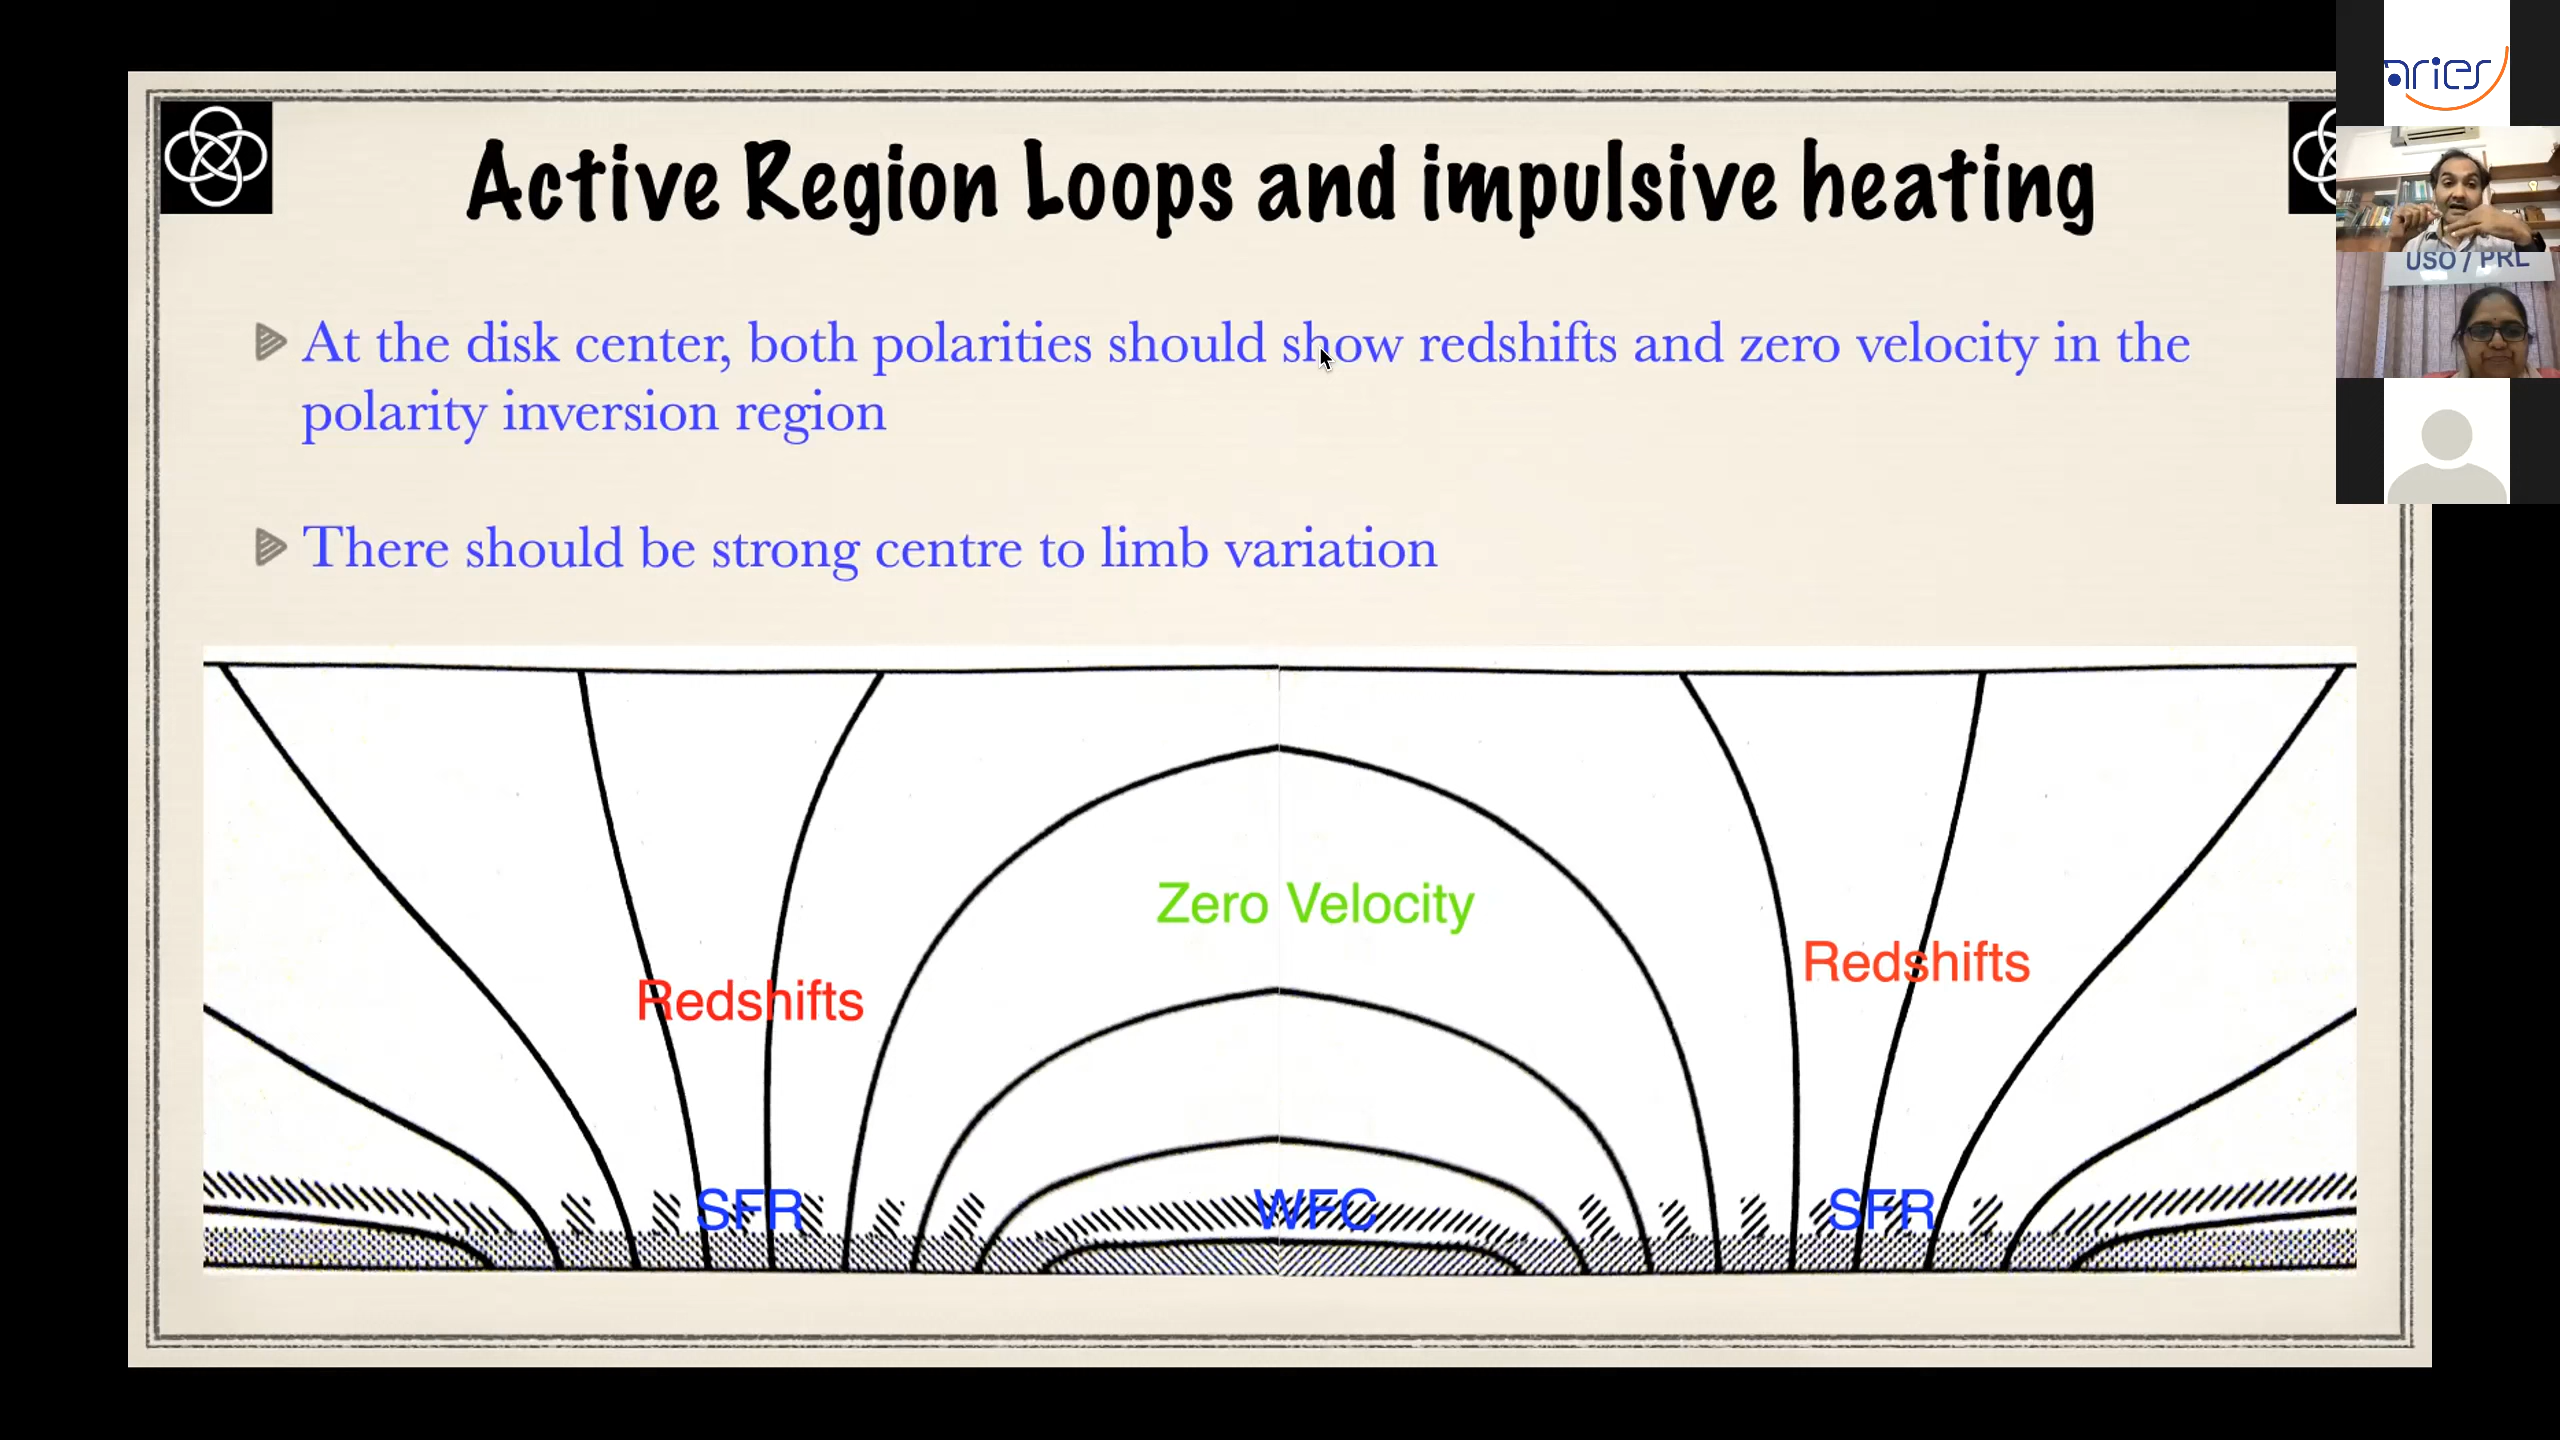 Active Region Loops and impulsive heating
At the disk center, both polarities should show redshifts and zero velocity in the
polarity inversion region
There should be strong centre to limb variation
Zero Velocity
Redshifts
Redshifts
SFR
WFC
SFR
aries
USO / PRL